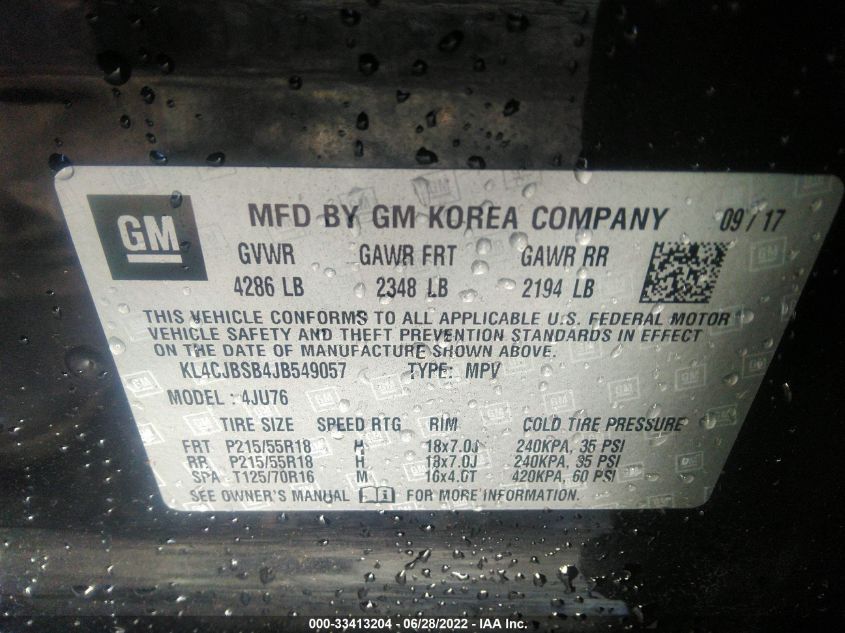 GM MFD BY GM KOREA COMPANY 09 / 17
GVWR GAWR FRT GAWR RR
4286 LB 2348 LB 2194 LB
THIS VEHICLE CONFORMS TO ALL APPLICABLE U.S. FEDERAL MOTOR
VEHICLE SAFETY AND THEFT PREVENTION STANDARDS IN EFFECT
ON THE DATE OF MANUFACTURE SHOWN ABOVE.
KL4CJBSB4JB549057 TYPE: MPV
MODEL : 4JU76
TIRE SIZE SPEED RTG RIM COLD TIRE PRESSURE
FRT P215/55R18 H 18x7.0J 240KPA, 35 PSI
RR P215/55R18 H 18x7.0J 240KPA, 35 PSI
SPA T125/70R16 M 16x4.0T 420KPA, 60 PSI
SEE OWNER'S MANUAL FOR MORE INFORMATION.
000-33413204 - 06/28/2022 - IAA Inc.